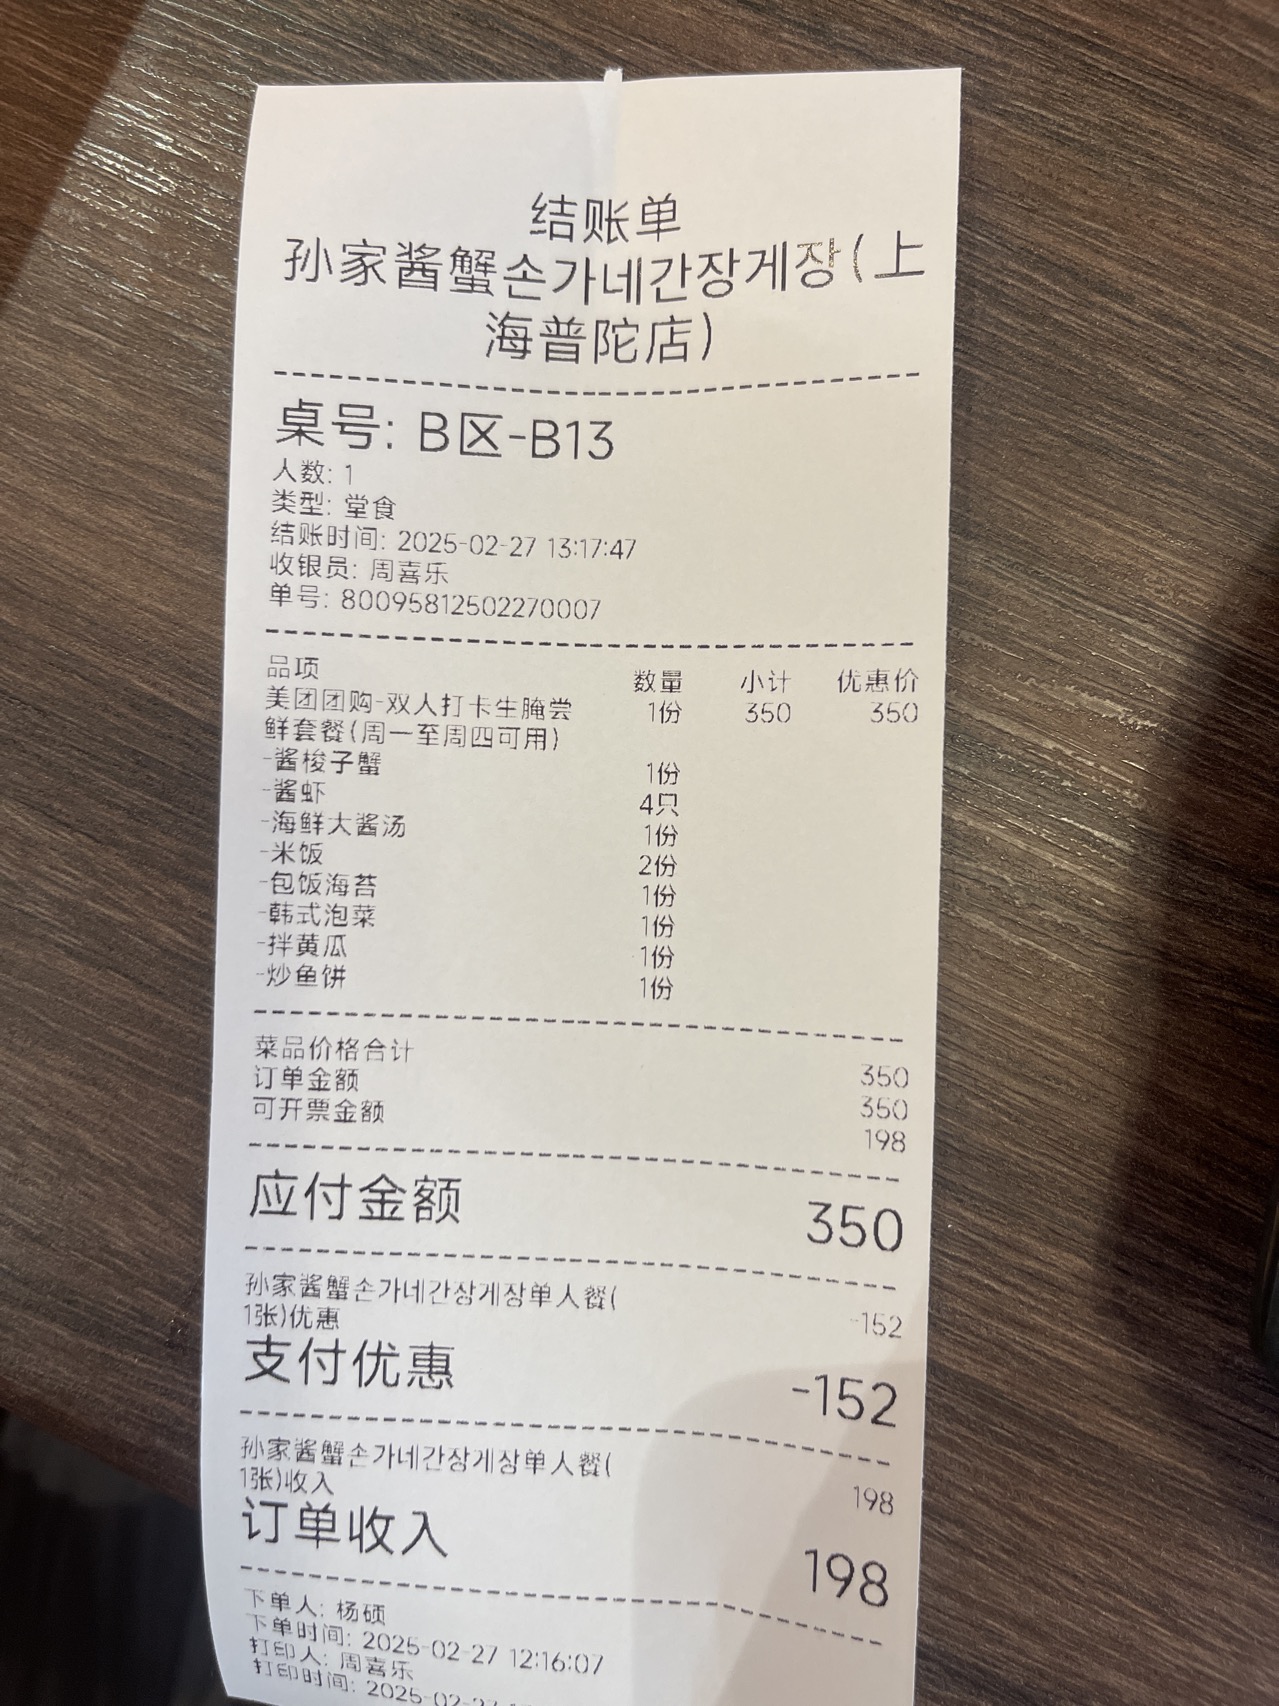 结账单
孙家酱蟹손가네간장게장(上
海普陀店)
桌号: B区-B13
人数: 1
类型: 堂食
结账时间: 2025-02-27 13:17:47
收银员: 周喜乐
单号: 80095812502270007
品项 数量 小计 优惠价
美团团购-双人打卡生腌尝 1份 350 350
鲜套餐(周一至周四可用)
-酱梭子蟹 1份
-酱虾 4只
-海鲜大酱汤 1份
-米饭 2份
-包饭海苔 1份
-韩式泡菜 1份
-拌黄瓜 1份
-炒鱼饼 1份
菜品价格合计 350
订单金额 350
可开票金额 198
应付金额 350
孙家酱蟹손가네간장게장单人餐( -152
1张)优惠
支付优惠 -152
孙家酱蟹손가네간장게장单人餐( 198
1张)收入
订单收入 198
下单人: 杨硕
下单时间: 2025-02-27 12:16:07
打印人: 周喜乐
打印时间: 2025-02-27